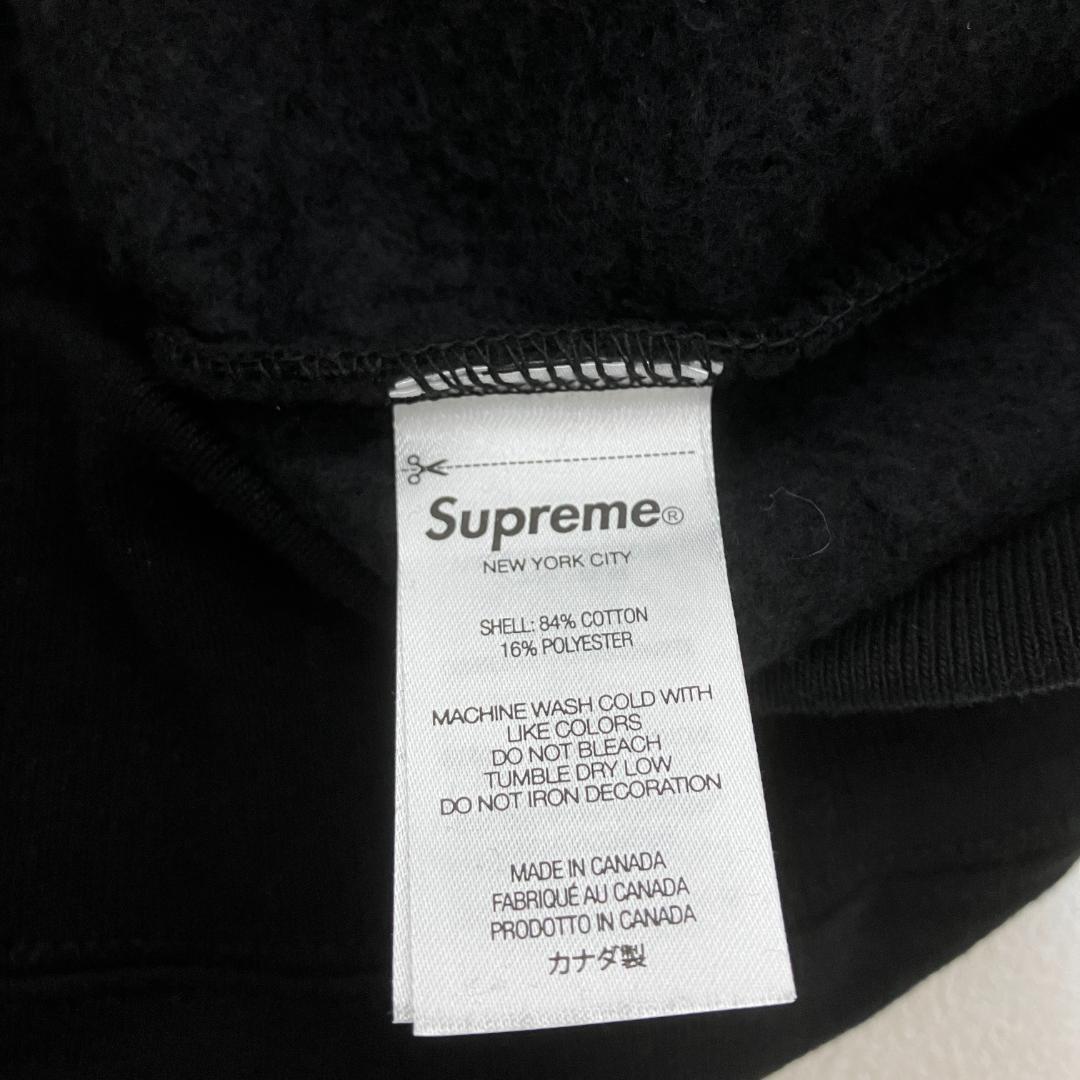 Supreme®
NEW YORK CITY
SHELL: 84% COTTON
16% POLYESTER
MACHINE WASH COLD WITH
LIKE COLORS
DO NOT BLEACH
TUMBLE DRY LOW
DO NOT IRON DECORATION
MADE IN CANADA
FABRIQUÉ AU CANADA
PRODOTTO IN CANADA
カナダ製